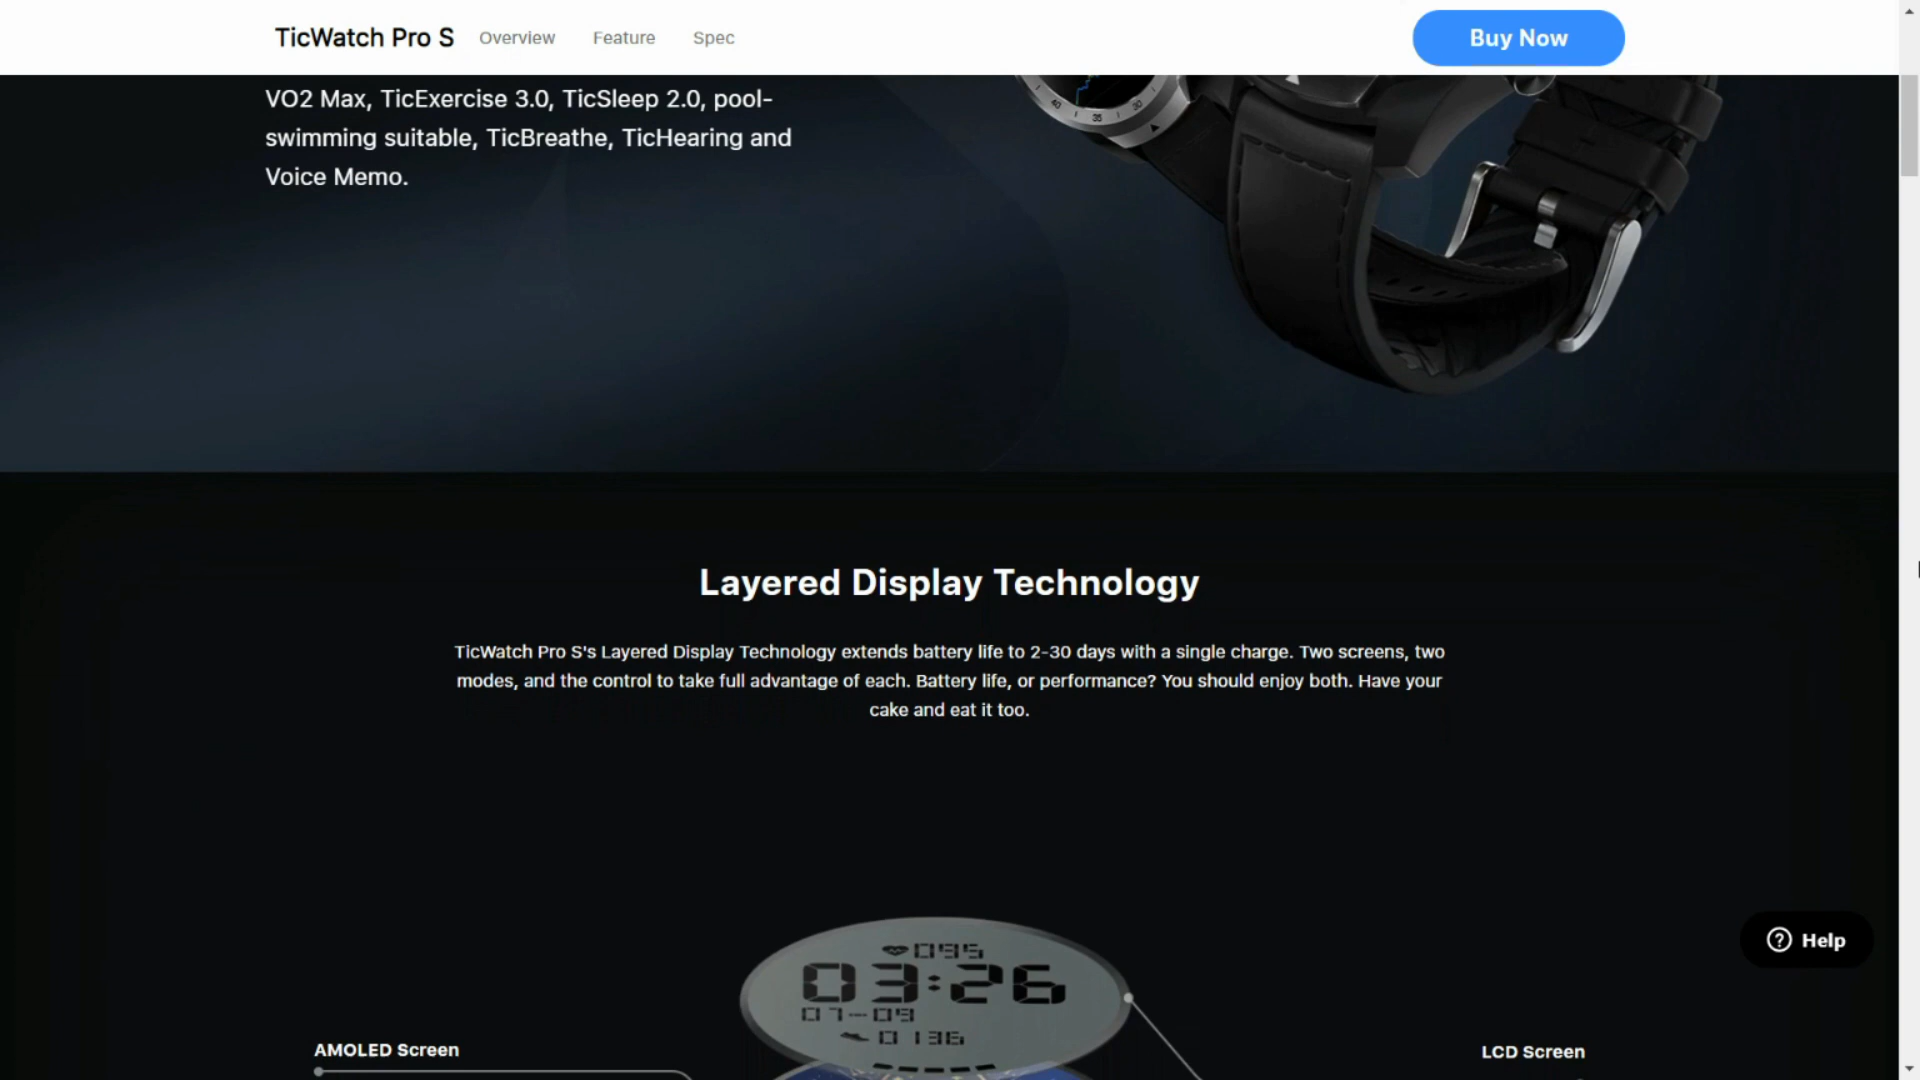 TicWatch Pro S Overview Feature Spec Buy Now
VO2 Max, TicExercise 3.0, TicSleep 2.0, pool-
swimming suitable, TicBreathe, TicHearing and
Voice Memo.
40 35 30
Layered Display Technology
TicWatch Pro S's Layered Display Technology extends battery life to 2-30 days with a single charge. Two screens, two
modes, and the control to take full advantage of each. Battery life, or performance? You should enjoy both. Have your
cake and eat it too.
? Help
095
03:26
07--09
0136
AMOLED Screen
LCD Screen